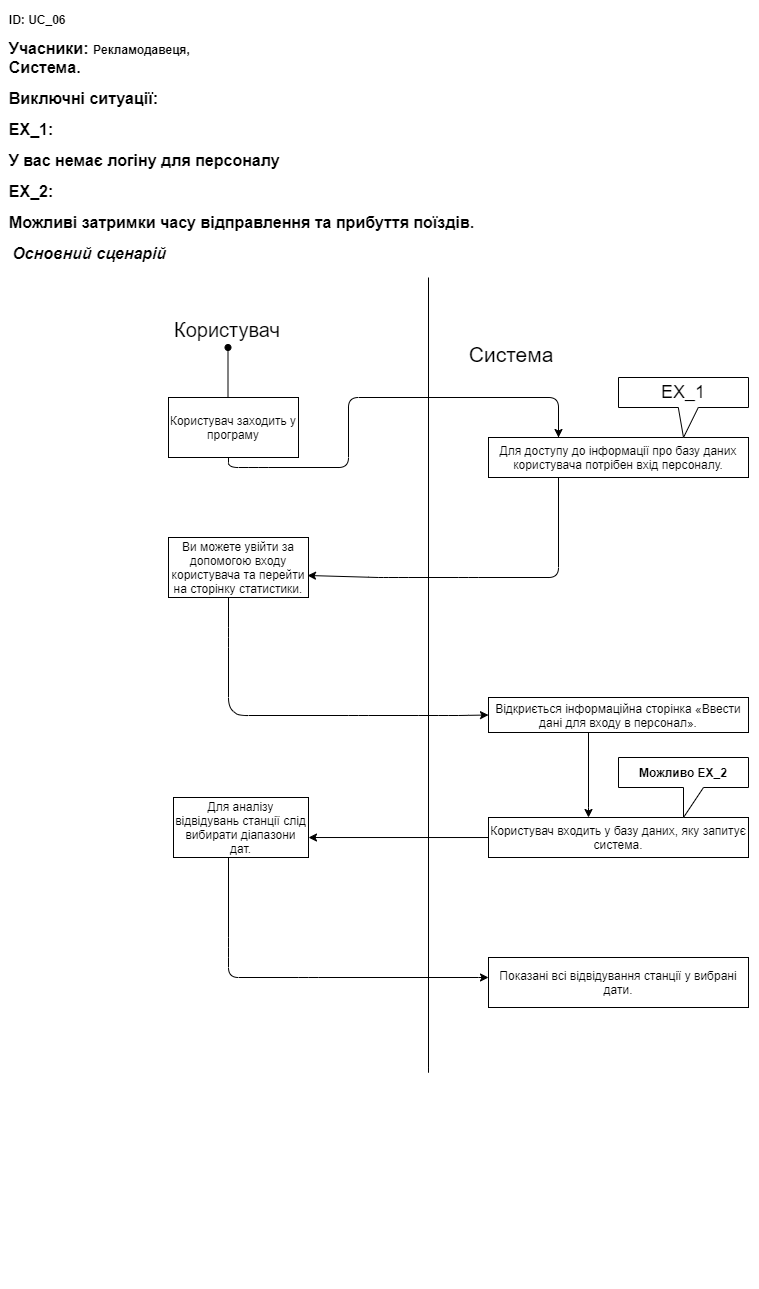 ID: UC_06
Учасники: Рекламодавеця,
Система.
Виключні ситуації:
EX_1:
У вас немає логіну для персоналу
EX_2:
Можливі затримки часу відправлення та прибуття поїздів.
Основний сценарій
Користувач
Система
EX_1
Користувач заходить у
програму
Для доступу до інформації про базу даних
користувача потрібен вхід персоналу.
Ви можете увійти за
допомогою входу
користувача та перейти
на сторінку статистики.
Відкриється інформаційна сторінка «Ввести
дані для входу в персонал».
Можливо EX_2
Для аналізу
відвідувань станції слід
вибирати діапазони
дат.
Користувач входить у базу даних, яку запитує
система.
Показані всі відвідування станції у вибрані
дати.